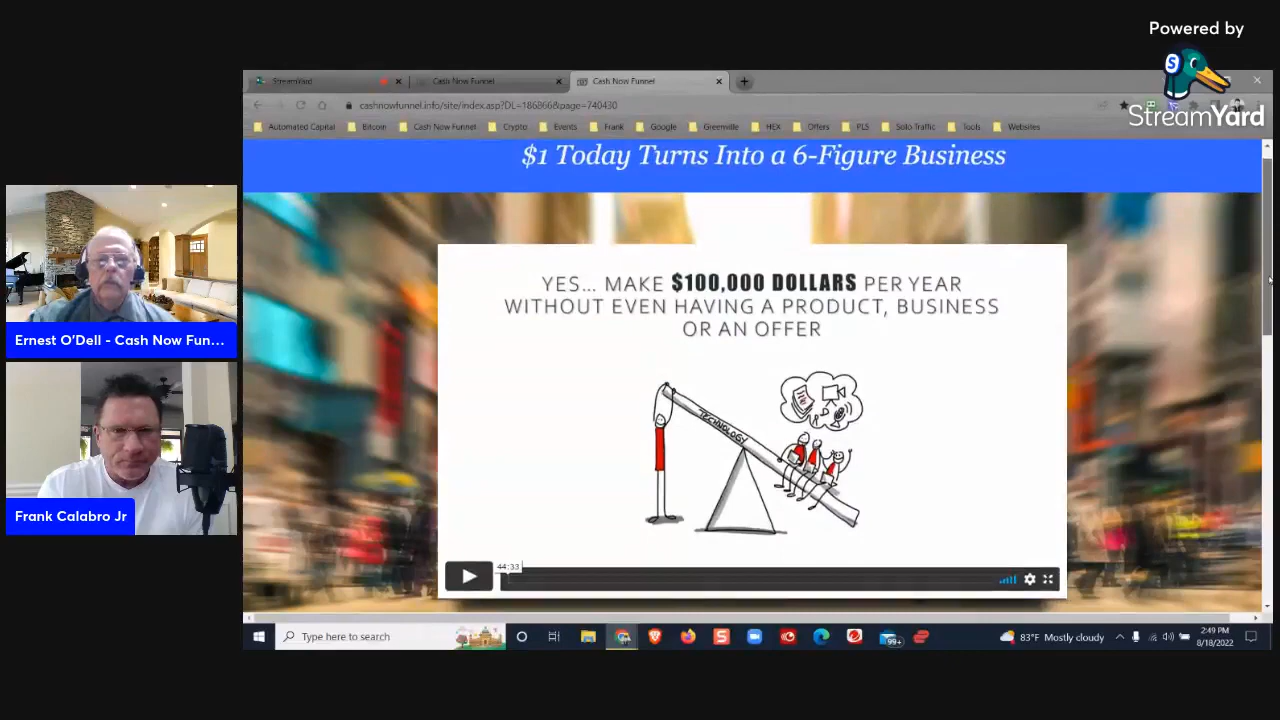 Powered by
S
StreamYard
StreamYard
Cash Now Funnel
Cash Now Funnel
cashnowfunnel.info/site/index.asp?DL=186866&page=740430
Automated Capital
Bitcoin
Cash Now Funnel
Crypto
Events
Frank
Google
Greenville
HEX
Offers
PLS
Solo Traffic
Tools
Websites
$1 Today Turns Into a 6-Figure Business
YES... MAKE $100,000 DOLLARS PER YEAR
WITHOUT EVEN HAVING A PRODUCT, BUSINESS
OR AN OFFER
TECHNOLOGY
44:33
Ernest O'Dell - Cash Now Fun...
Frank Calabro Jr
Type here to search
S
99+
83°F Mostly cloudy
2:49 PM
8/18/2022